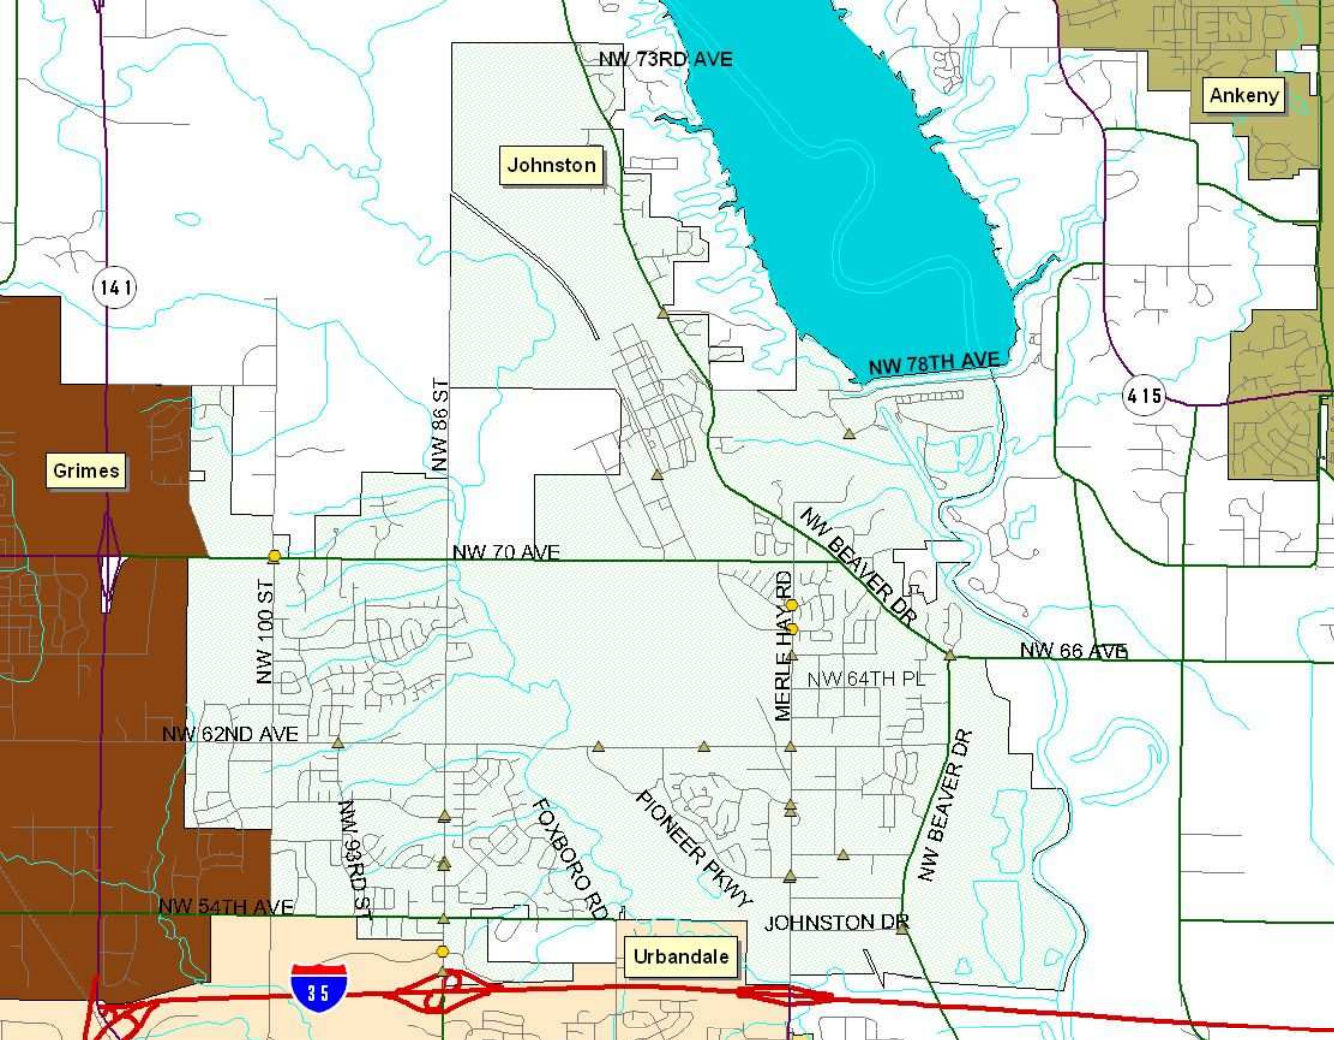 NW 73RD AVE
Ankeny
Johnston
141
NW 78TH AVE
415
NW 86 ST
Grimes
NW BEAVER DR
NW 70 AVE
NW 100 ST
MERLE HAY RD
NW 66 AVE
NW 64TH PL
NW 62ND AVE
NW BEAVER DR
NW 93RD ST
FOXBORO RD
PIONEER PKWY
NW 54TH AVE
JOHNSTON DR
Urbandale
35